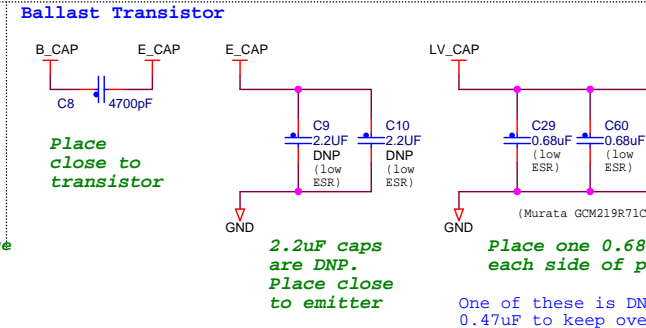 Ballast Transistor
B_CAP
E_CAP
C8
4700pF
Place
close to
transistor
E_CAP
C9
2.2UF
DNP
(low
ESR)
C10
2.2UF
DNP
(low
ESR)
GND
2.2uF caps
are DNP.
Place close
to emitter
LV_CAP
C29
0.68uF
(low
ESR)
C60
0.68uF
(low
ESR)
GND
(Murata GCM219R71C
Place one 0.68
each side of p
One of these is DN
0.47uF to keep ove